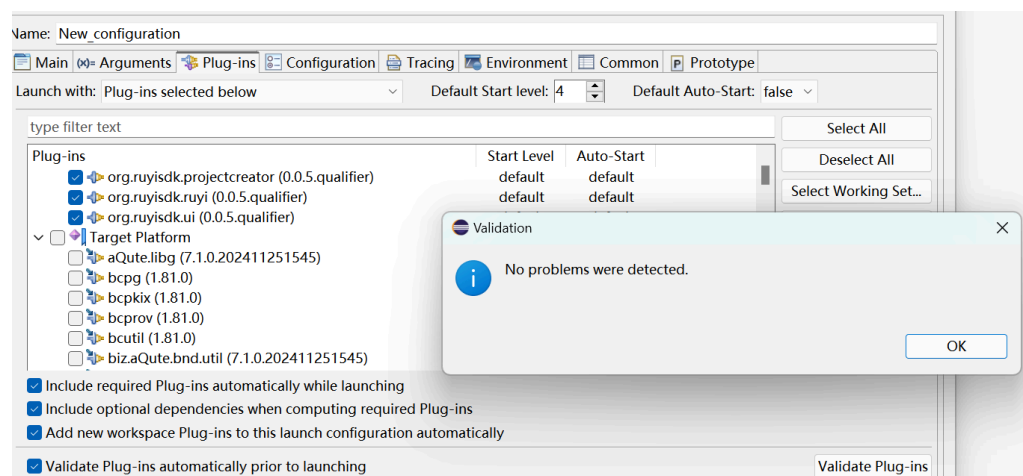 Name: New_configuration
Main (x)= Arguments Plug-ins Configuration Tracing Environment Common P Prototype
Launch with: Plug-ins selected below Default Start level: 4 Default Auto-Start: false
type filter text Select All
Plug-ins Start Level Auto-Start Deselect All
org.ruyisdk.projectcreator (0.0.5.qualifier) default default
org.ruyisdk.ruyi (0.0.5.qualifier) default default Select Working Set...
org.ruyisdk.ui (0.0.5.qualifier)
Validation
Target Platform
aQute.libg (7.1.0.202411251545)
No problems were detected.
bcpg (1.81.0)
bcpkix (1.81.0)
bcprov (1.81.0)
bcutil (1.81.0)
OK
biz.aQute.bnd.util (7.1.0.202411251545)
Include required Plug-ins automatically while launching
Include optional dependencies when computing required Plug-ins
Add new workspace Plug-ins to this launch configuration automatically
Validate Plug-ins automatically prior to launching Validate Plug-ins